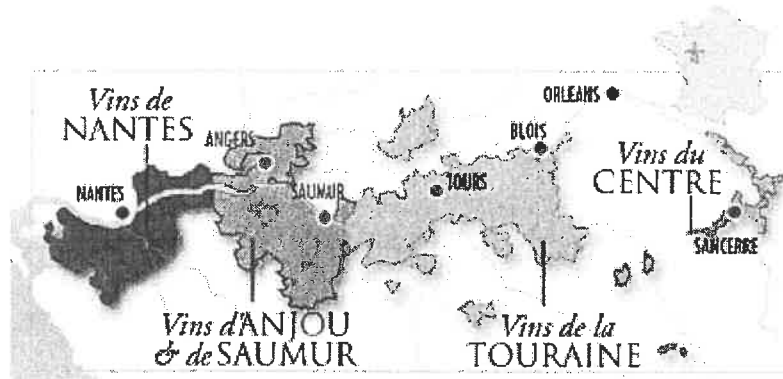 Vins de
NANTES
ORLEANS
ANGERS
BLOIS
Vins du
CENTRE
NANTES
SAUMUR
TOURS
SANCERRE
Vins d'ANJOU
& de SAUMUR
Vins de la
TOURAINE